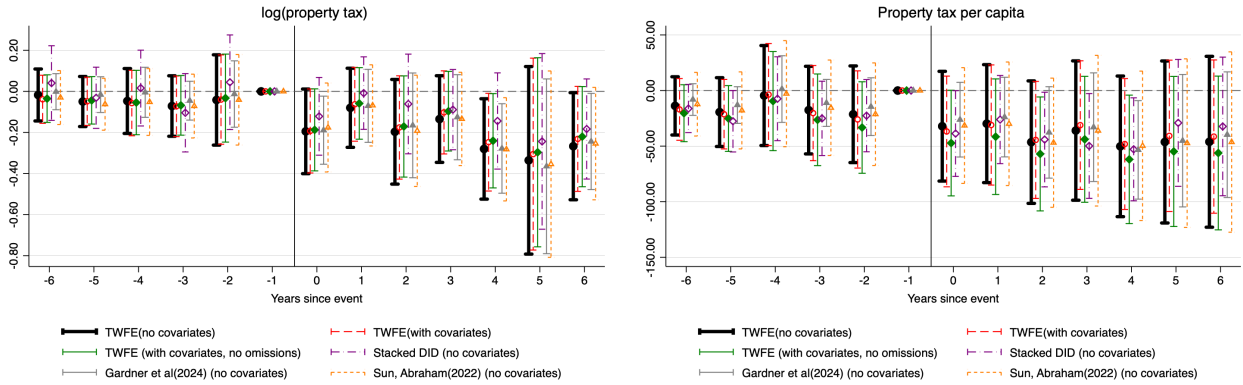 log(property tax)
0.20
0.00
-0.20
-0.40
-0.60
-0.80
-6 -5 -4 -3 -2 -1 0 1 2 3 4 5 6
Years since event
TWFE(no covariates) TWFE(with covariates)
TWFE (with covariates, no omissions) Stacked DID (no covariates)
Gardner et al(2024) (no covariates) Sun, Abraham(2022) (no covariates)
Property tax per capita
50.00
0.00
-50.00
-100.00
-150.00
-6 -5 -4 -3 -2 -1 0 1 2 3 4 5 6
Years since event
TWFE(no covariates) TWFE(with covariates)
TWFE (with covariates, no omissions) Stacked DID (no covariates)
Gardner et al(2024) (no covariates) Sun, Abraham(2022) (no covariates)